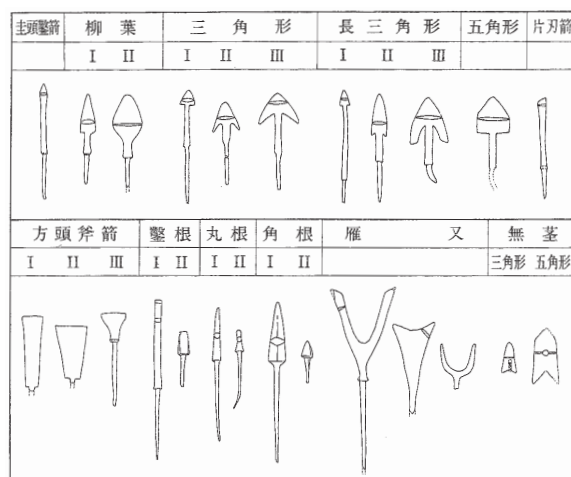 圭頭鑿箭 柳葉 三角形 長三角形 五角形 片刃箭
I II I II III I II III
方頭斧箭 鑿根 丸根 角根 雁又 無茎
I II III I II I II I II 三角形 五角形